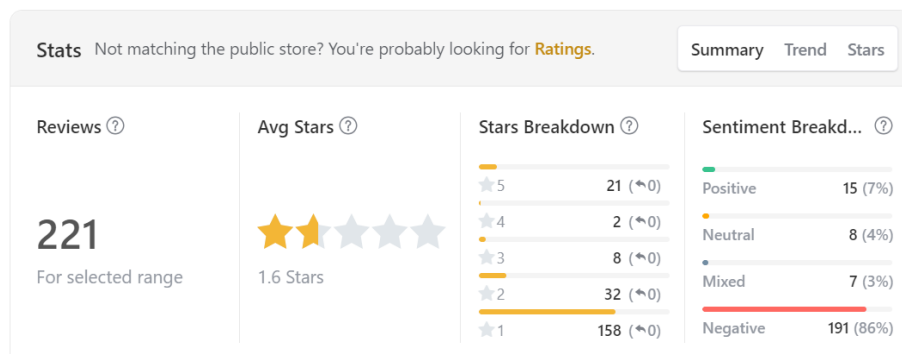 Stats Not matching the public store? You're probably looking for Ratings. Summary Trend Stars
Reviews ? Avg Stars ? Stars Breakdown ? Sentiment Breakd... ?
221
For selected range
1.6 Stars
5 21 (0)
4 2 (0)
3 8 (0)
2 32 (0)
1 158 (0)
Positive 15 (7%)
Neutral 8 (4%)
Mixed 7 (3%)
Negative 191 (86%)